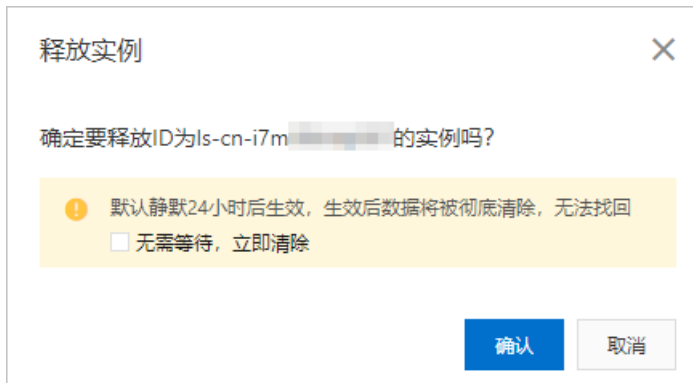 释放实例
确定要释放ID为ls-cn-i7m的实例吗?
默认静默24小时后生效，生效后数据将被彻底清除，无法找回
无需等待，立即清除
确认
取消